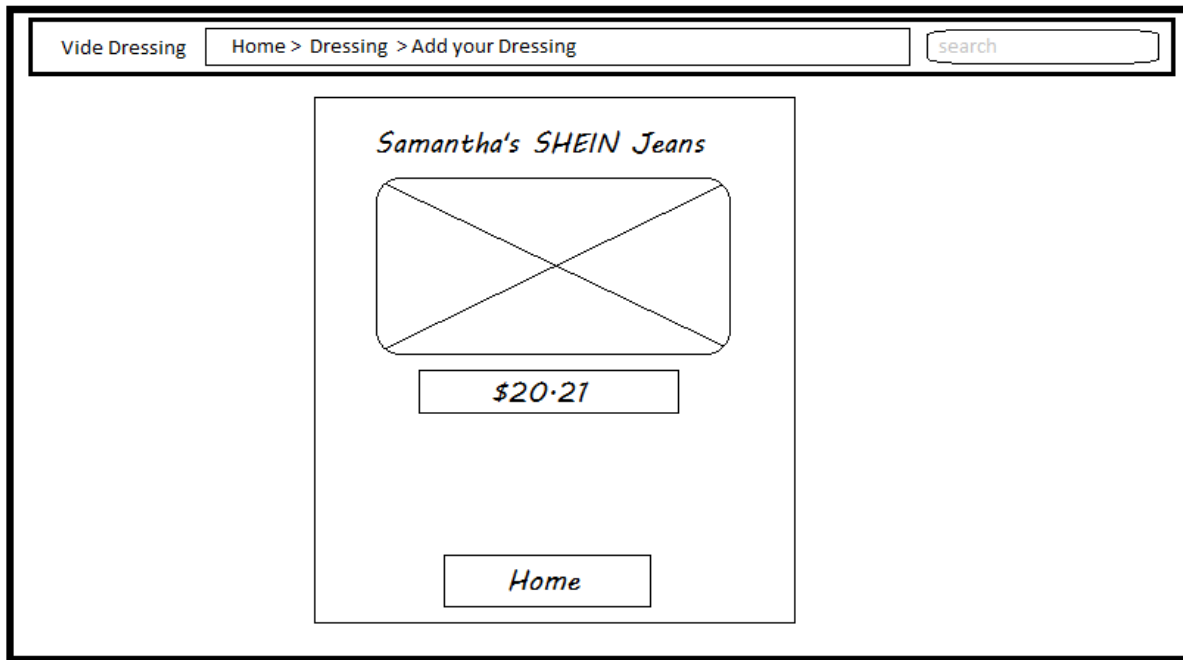 Vide Dressing Home > Dressing > Add your Dressing search
Samantha's SHEIN Jeans
$20.21
Home